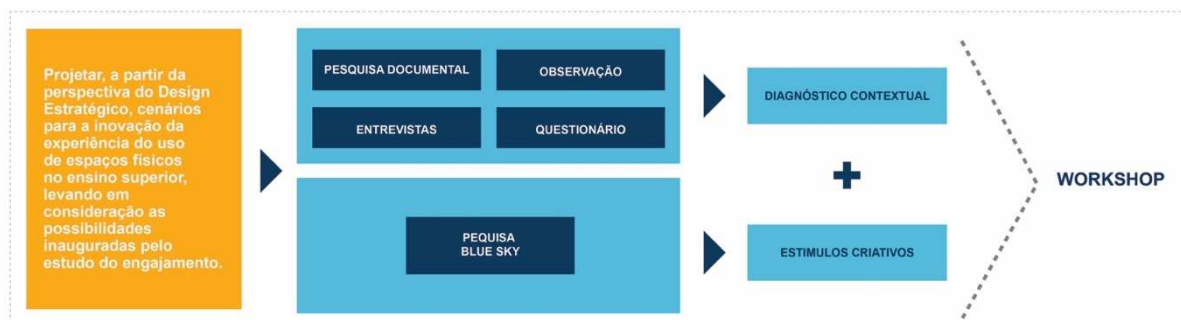 Projetar, a partir da
perspectiva do Design
Estratégico, cenários
para a inovação da
experiência do uso
de espaços físicos
no ensino superior,
levando em
consideração as
possibilidades
inauguradas pelo
estudo do engajamento.
PESQUISA DOCUMENTAL
OBSERVAÇÃO
ENTREVISTAS
QUESTIONÁRIO
PEQUISA
BLUE SKY
DIAGNÓSTICO CONTEXTUAL
+
ESTIMULOS CRIATIVOS
WORKSHOP